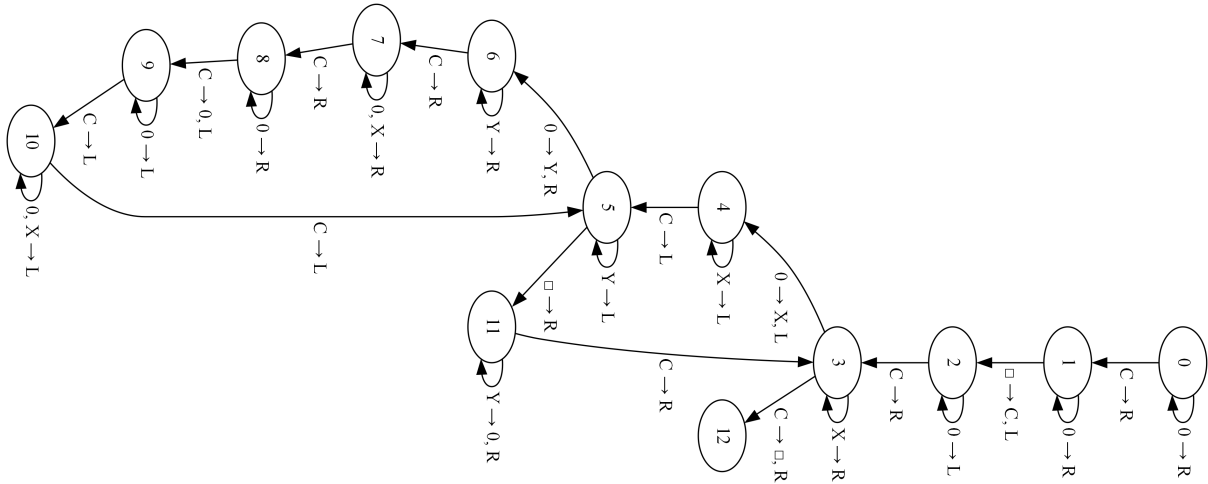 0
0 → R
C → R
1
0 → R
□ → C, L
2
0 → L
C → R
3
X → R
0 → X, L
C → □, R
4
X → L
12
C → L
C → R
5
Y → L
0 → Y, R
□ → R
6
Y → R
11
Y → 0, R
C → R
7
0, X → R
C → R
8
0 → R
C → L
C → 0, L
9
0 → L
C → L
10
0, X → L